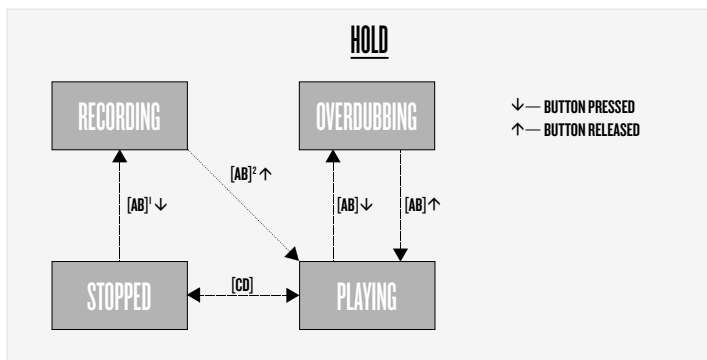 HOLD
RECORDING
OVERDUBBING
↓— BUTTON PRESSED
↑— BUTTON RELEASED
[AB]² ↑
[AB]¹ ↓
[AB]↓
[AB]↑
[CD]
STOPPED
PLAYING